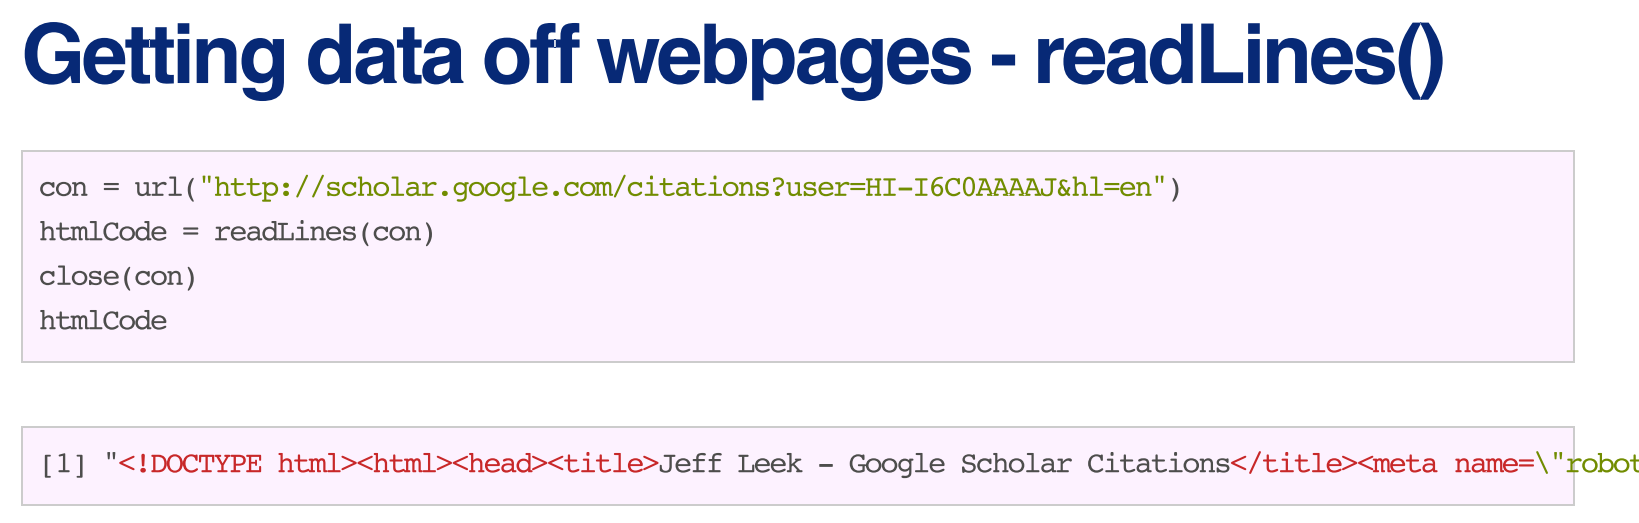 Getting data off webpages - readLines()
con = url("http://scholar.google.com/citations?user=HI-I6C0AAAAJ&hl=en")
htmlCode = readLines(con)
close(con)
htmlCode
[1] "<!DOCTYPE html><html><head><title>Jeff Leek - Google Scholar Citations</title><meta name=\"robot